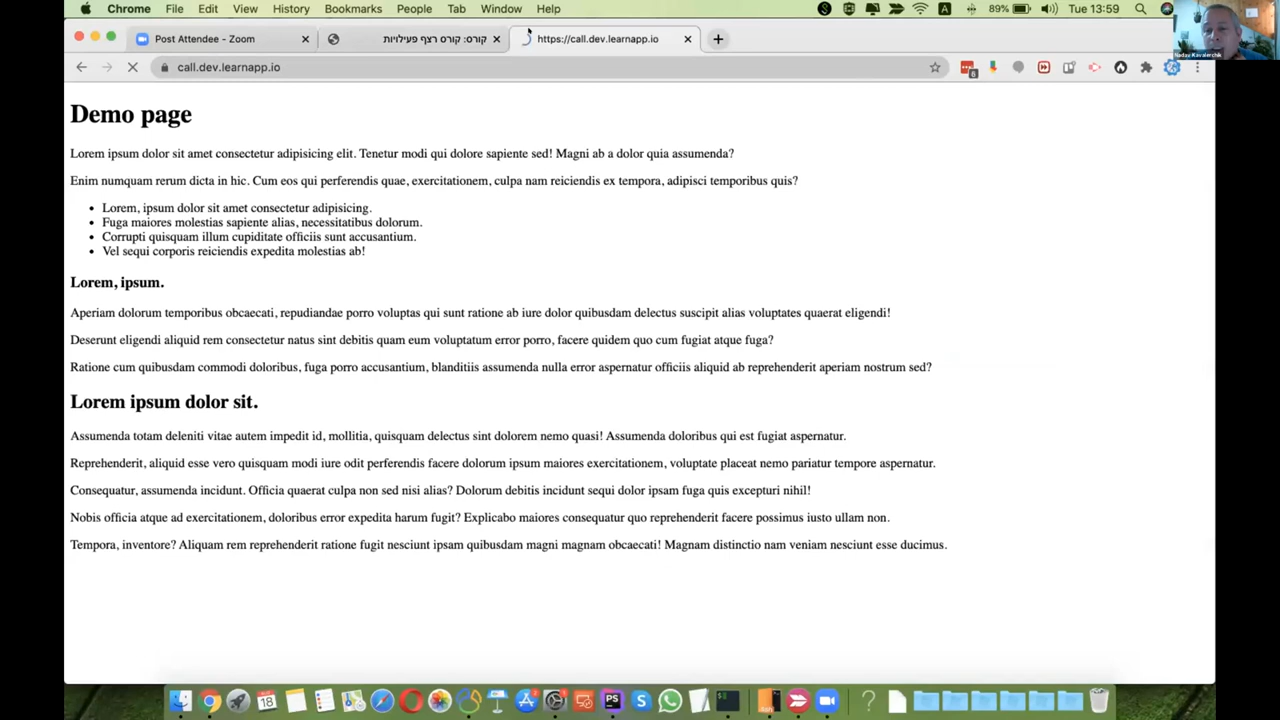 Chrome File Edit View History Bookmarks People Tab Window Help
89% Tue 13:59
Post Attendee - Zoom
קורס: קורס רצף פעילויות
https://call.dev.learnapp.io
call.dev.learnapp.io
6
Nadav Kavalerchik
Demo page
Lorem ipsum dolor sit amet consectetur adipisicing elit. Tenetur modi qui dolore sapiente sed! Magni ab a dolor quia assumenda?
Enim numquam rerum dicta in hic. Cum eos qui perferendis quae, exercitationem, culpa nam reiciendis ex tempora, adipisci temporibus quis?
Lorem, ipsum dolor sit amet consectetur adipisicing.
Fuga maiores molestias sapiente alias, necessitatibus dolorum.
Corrupti quisquam illum cupiditate officiis sunt accusantium.
Vel sequi corporis reiciendis expedita molestias ab!
Lorem, ipsum.
Aperiam dolorum temporibus obcaecati, repudiandae porro voluptas qui sunt ratione ab iure dolor quibusdam delectus suscipit alias voluptates quaerat eligendi!
Deserunt eligendi aliquid rem consectetur natus sint debitis quam eum voluptatum error porro, facere quidem quo cum fugiat atque fuga?
Ratione cum quibusdam commodi doloribus, fuga porro accusantium, blanditiis assumenda nulla error aspernatur officiis aliquid ab reprehenderit aperiam nostrum sed?
Lorem ipsum dolor sit.
Assumenda totam deleniti vitae autem impedit id, mollitia, quisquam delectus sint dolorem nemo quasi! Assumenda doloribus qui est fugiat aspernatur.
Reprehenderit, aliquid esse vero quisquam modi iure odit perferendis facere dolorum ipsum maiores exercitationem, voluptate placeat nemo pariatur tempore aspernatur.
Consequatur, assumenda incidunt. Officia quaerat culpa non sed nisi alias? Dolorum debitis incidunt sequi dolor ipsam fuga quis excepturi nihil!
Nobis officia atque ad exercitationem, doloribus error expedita harum fugit? Explicabo maiores consequatur quo reprehenderit facere possimus iusto ullam non.
Tempora, inventore? Aliquam rem reprehenderit ratione fugit nesciunt ipsam quibusdam magni magnam obcaecati! Magnam distinctio nam veniam nesciunt esse ducimus.
18
PS